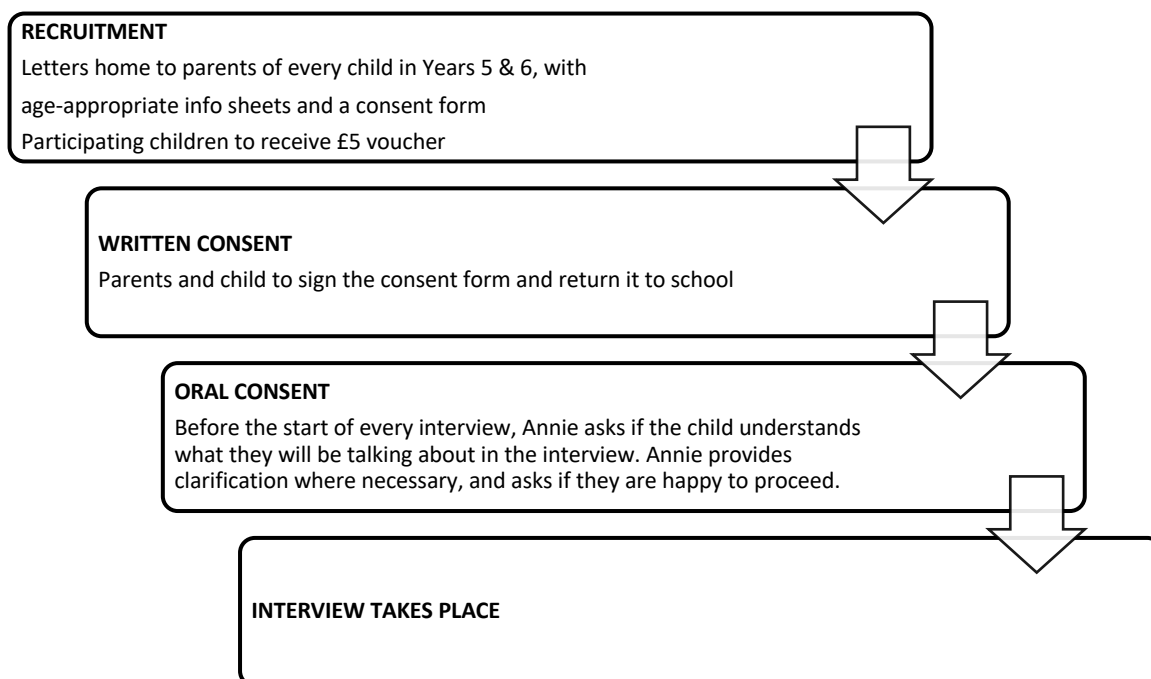 RECRUITMENT
Letters home to parents of every child in Years 5 & 6, with
age-appropriate info sheets and a consent form
Participating children to receive £5 voucher
WRITTEN CONSENT
Parents and child to sign the consent form and return it to school
ORAL CONSENT
Before the start of every interview, Annie asks if the child understands
what they will be talking about in the interview. Annie provides
clarification where necessary, and asks if they are happy to proceed.
INTERVIEW TAKES PLACE